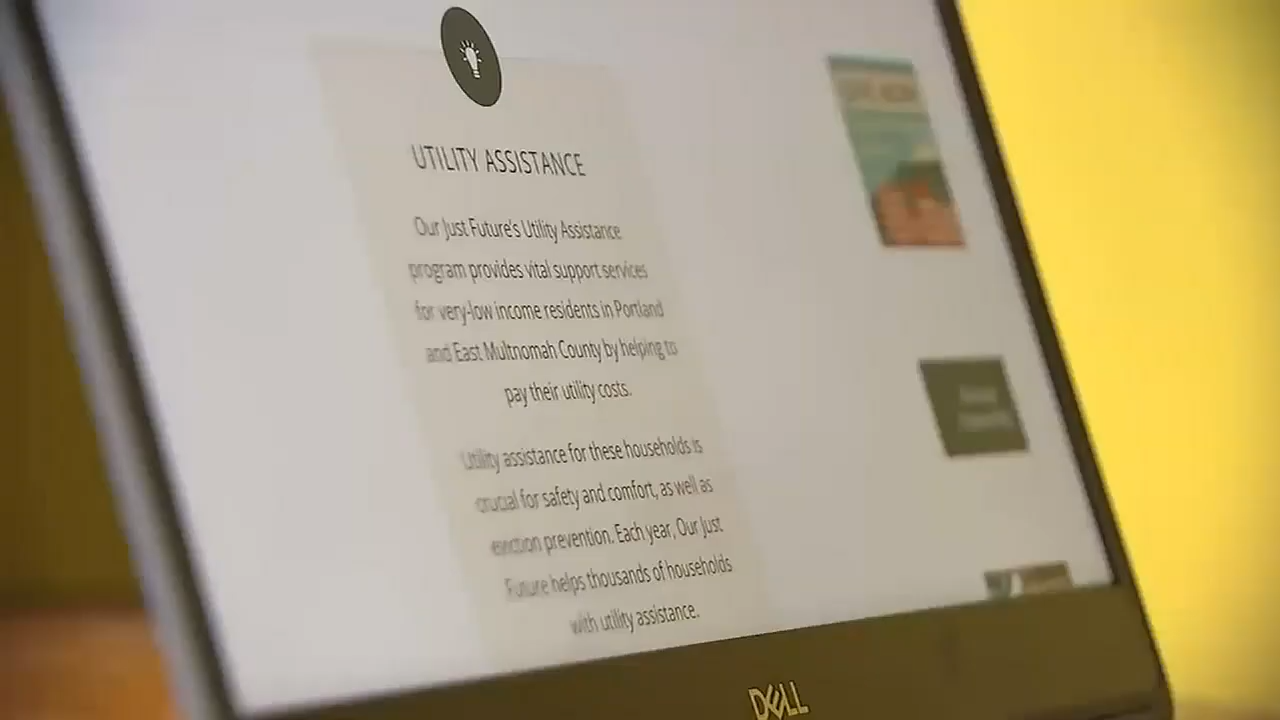 UTILITY ASSISTANCE
Our Just Future's Utility Assistance
program provides vital support services
for very-low income residents in Portland
and East Multnomah County by helping to
pay their utility costs.
Utility assistance for these households is
crucial for safety and comfort, as well as
eviction prevention. Each year, Our Just
Future helps thousands of households
with utility assistance.
DELL